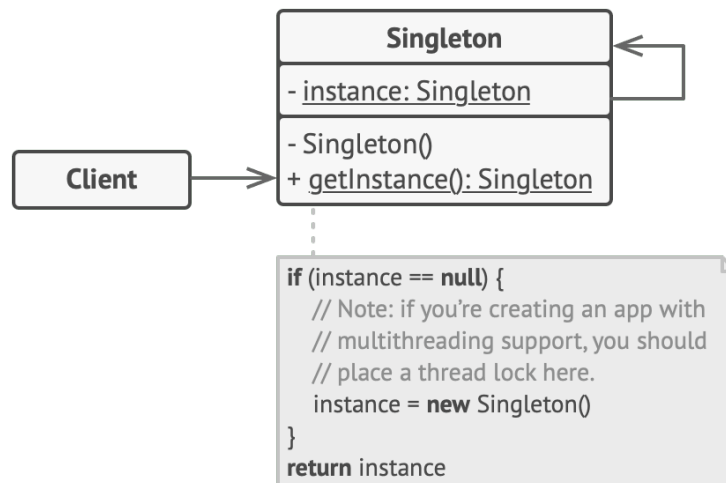 Singleton
- instance: Singleton
- Singleton()
+ getInstance(): Singleton
Client
if (instance == null) {
// Note: if you’re creating an app with
// multithreading support, you should
// place a thread lock here.
instance = new Singleton()
}
return instance